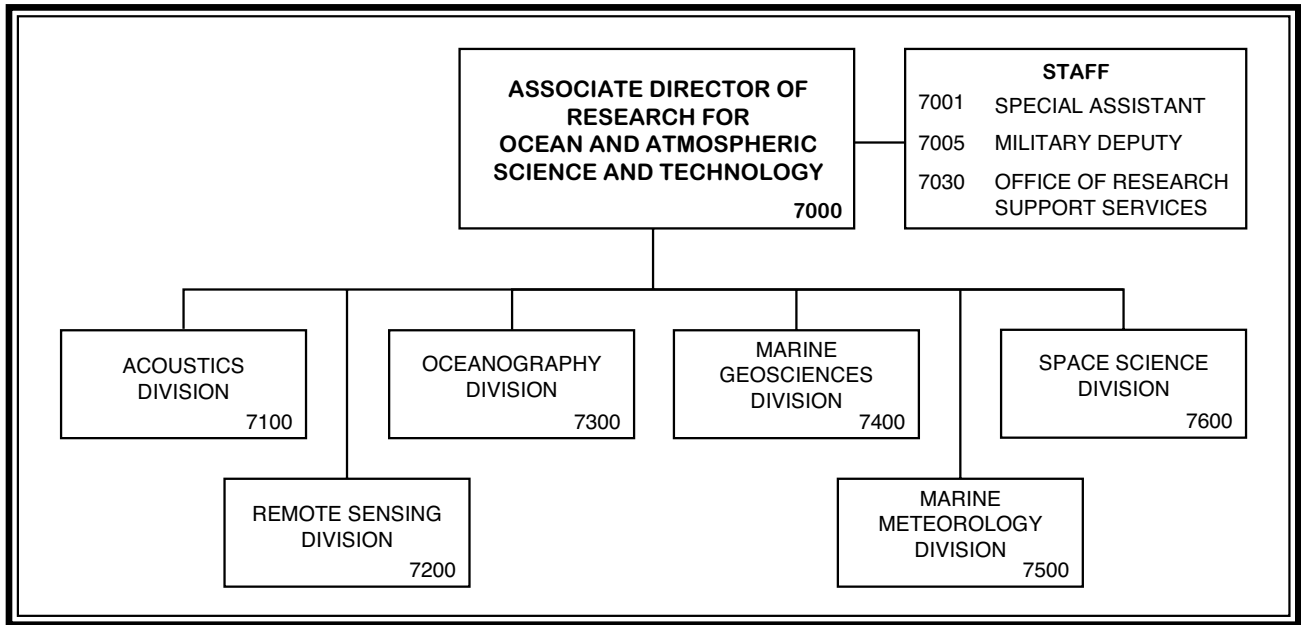 ASSOCIATE DIRECTOR OF
RESEARCH FOR
OCEAN AND ATMOSPHERIC
SCIENCE AND TECHNOLOGY
7000
STAFF
7001 SPECIAL ASSISTANT
7005 MILITARY DEPUTY
7030 OFFICE OF RESEARCH
SUPPORT SERVICES
ACOUSTICS
DIVISION
7100
OCEANOGRAPHY
DIVISION
7300
MARINE
GEOSCIENCES
DIVISION
7400
SPACE SCIENCE
DIVISION
7600
REMOTE SENSING
DIVISION
7200
MARINE
METEOROLOGY
DIVISION
7500